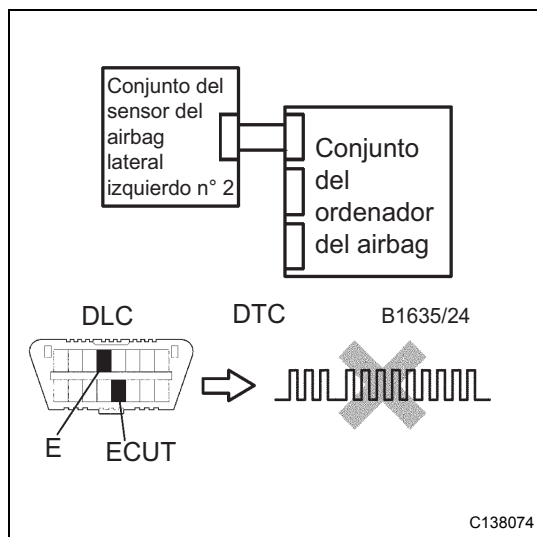 Conjunto del
sensor del
airbag
lateral
izquierdo n° 2
Conjunto
del
ordenador
del airbag
DLC
DTC
B1635/24
E
ECUT
C138074